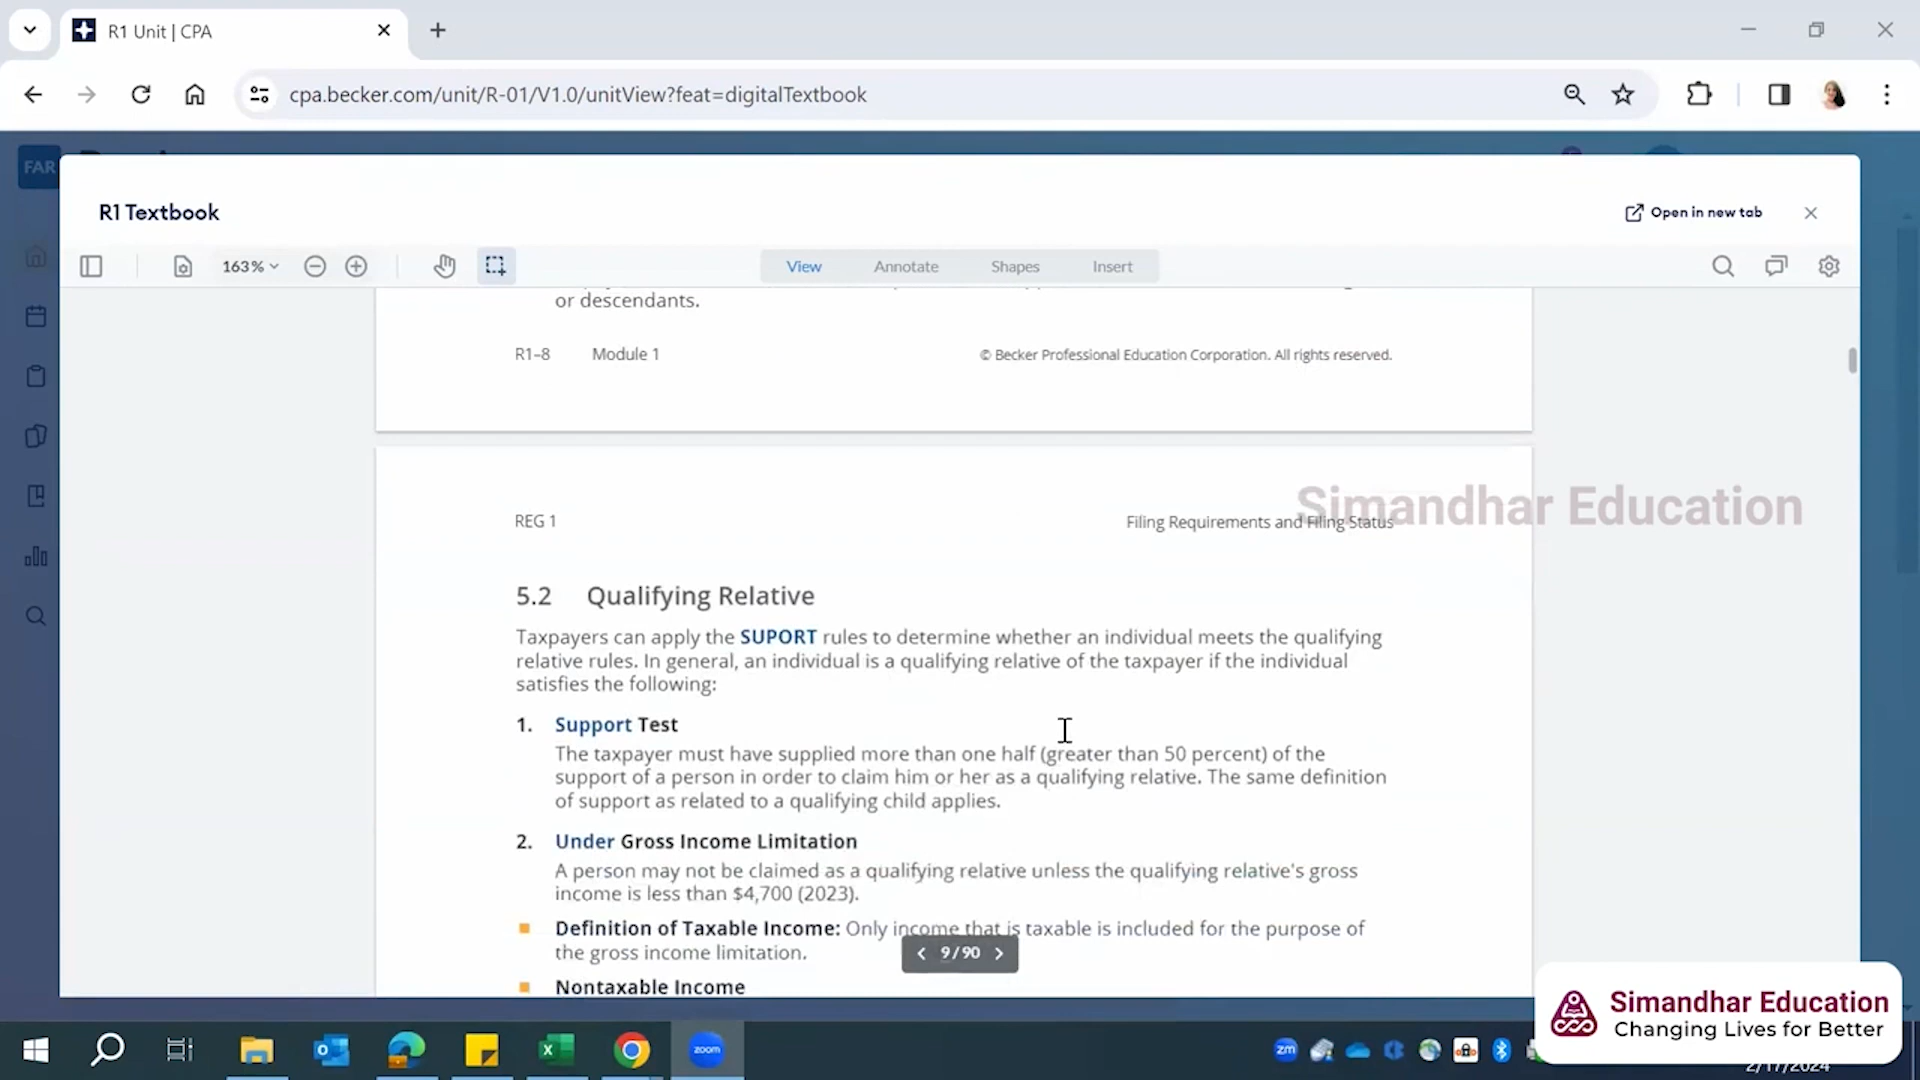 R1 Unit | CPA
cpa.becker.com/unit/R-01/V1.0/unitView?feat=digitalTextbook
FAR
R1 Textbook
Open in new tab
163%
View Annotate Shapes Insert
or descendants.
R1–8 Module 1 © Becker Professional Education Corporation. All rights reserved.
Simandhar Education
REG 1 Filing Requirements and Filing Status
5.2 Qualifying Relative
Taxpayers can apply the SUPORT rules to determine whether an individual meets the qualifying
relative rules. In general, an individual is a qualifying relative of the taxpayer if the individual
satisfies the following:
1. Support Test
The taxpayer must have supplied more than one half (greater than 50 percent) of the
support of a person in order to claim him or her as a qualifying relative. The same definition
of support as related to a qualifying child applies.
2. Under Gross Income Limitation
A person may not be claimed as a qualifying relative unless the qualifying relative's gross
income is less than $4,700 (2023).
Definition of Taxable Income: Only income that is taxable is included for the purpose of
the gross income limitation.
9/90
Nontaxable Income
Simandhar Education
Changing Lives for Better
zoom
zm
2/17/2024